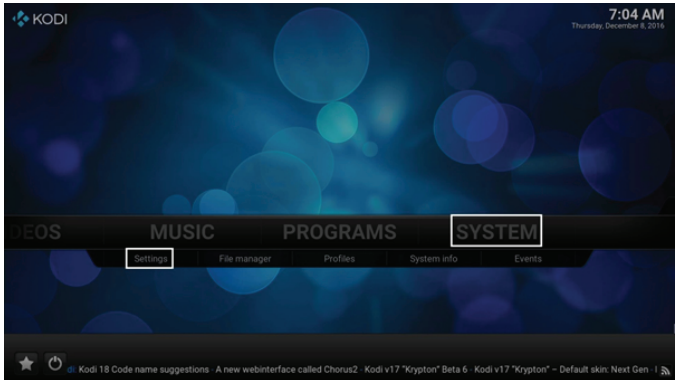 KODI
7:04 AM
Thursday, December 8, 2016
DEOS MUSIC PROGRAMS SYSTEM
Settings File manager Profiles System info Events
di: Kodi 18 Code name suggestions · A new webinterface called Chorus2 · Kodi v17 "Krypton" Beta 6 · Kodi v17 "Krypton" – Default skin: Next Gen ·